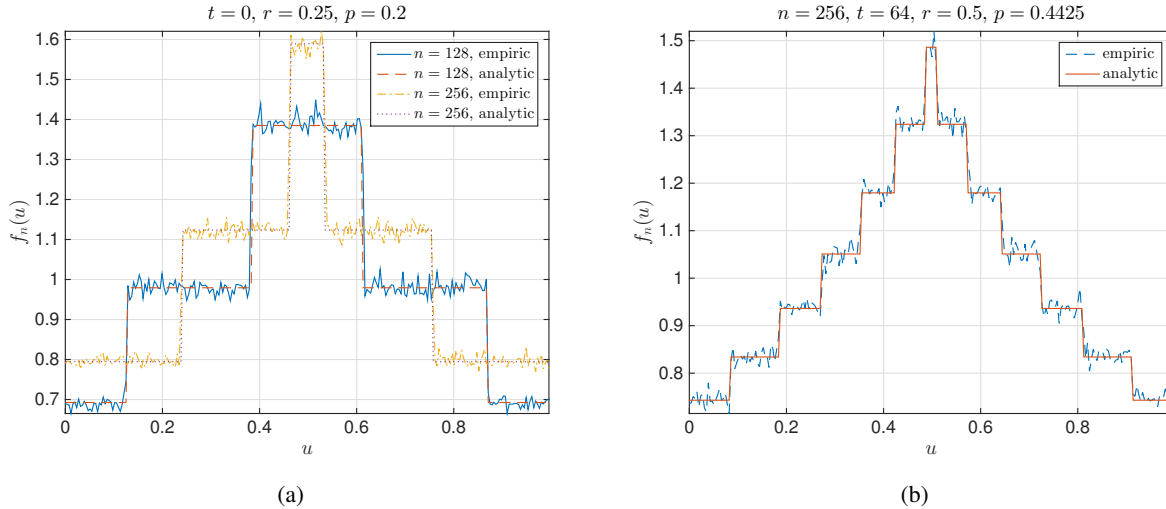 t = 0, r = 0.25, p = 0.2
1.6
1.5
1.4
1.3
1.2
1.1
1
0.9
0.8
0.7
f_n(u)
n = 128, empiric
n = 128, analytic
n = 256, empiric
n = 256, analytic
0 0.2 0.4 0.6 0.8
u
(a)
n = 256, t = 64, r = 0.5, p = 0.4425
1.5
1.4
1.3
1.2
1.1
1
0.9
0.8
f_n(u)
empiric
analytic
0 0.2 0.4 0.6 0.8
u
(b)